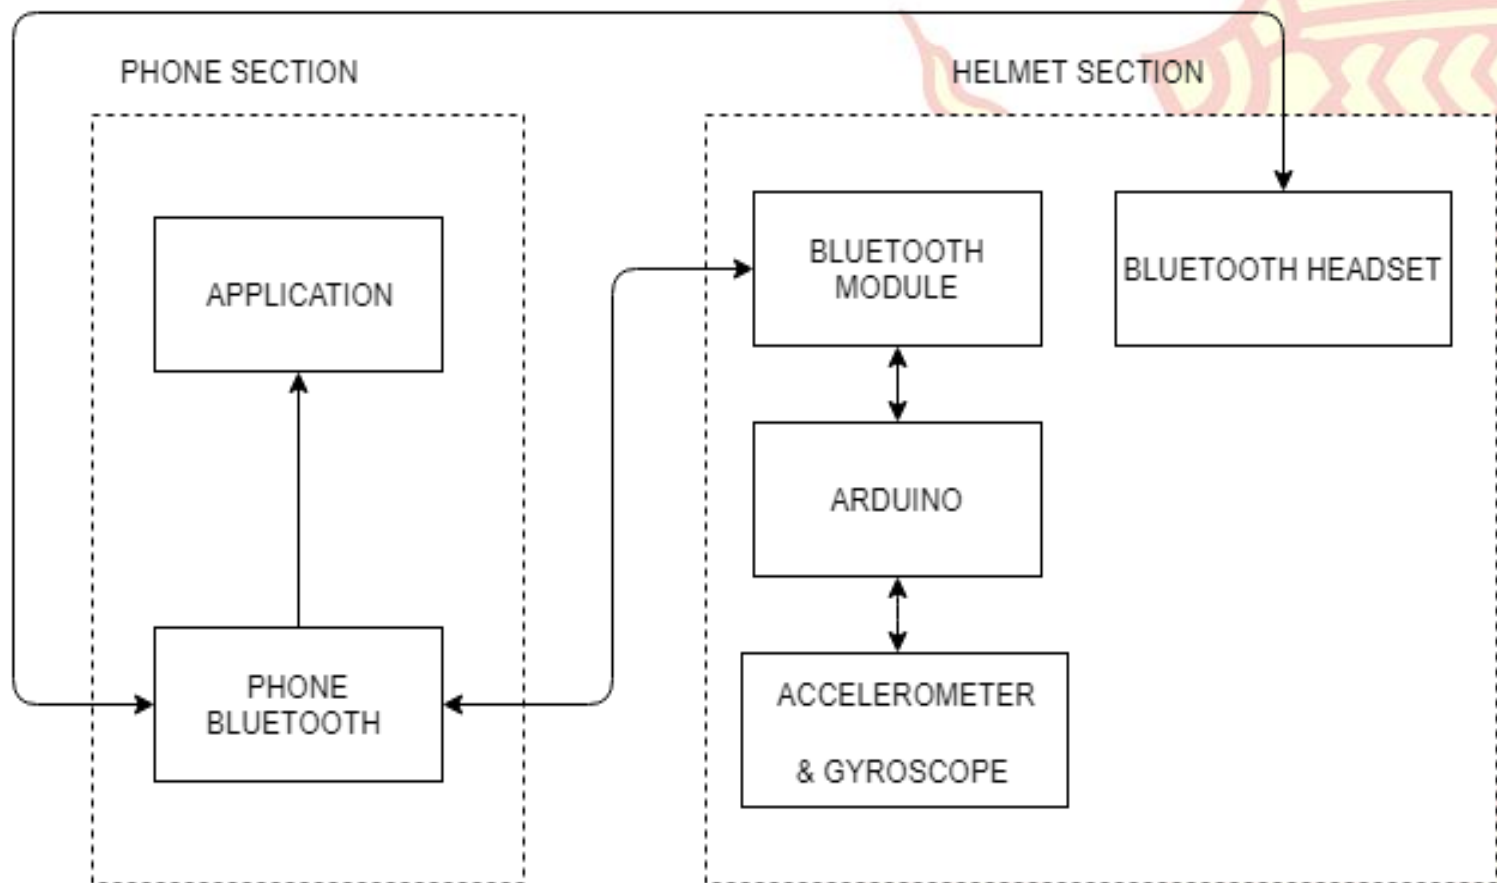 PHONE SECTION
HELMET SECTION
APPLICATION
PHONE
BLUETOOTH
BLUETOOTH
MODULE
BLUETOOTH HEADSET
ARDUINO
ACCELEROMETER
& GYROSCOPE